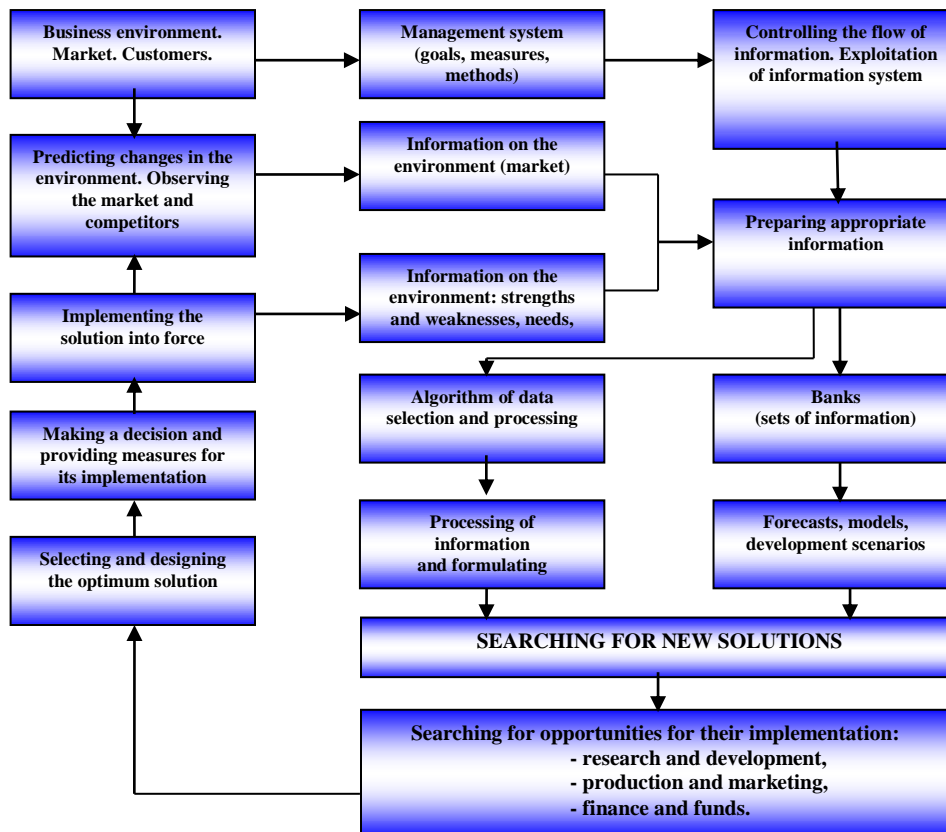 Business environment.
Market. Customers.
Management system
(goals, measures,
methods)
Controlling the flow of
information. Exploitation
of information system
Predicting changes in the
environment. Observing
the market and
competitors
Information on the
environment (market)
Preparing appropriate
information
Information on the
environment: strengths
and weaknesses, needs,
Implementing the
solution into force
Algorithm of data
selection and processing
Banks
(sets of information)
Making a decision and
providing measures for
its implementation
Processing of
information
and formulating
Forecasts, models,
development scenarios
Selecting and designing
the optimum solution
SEARCHING FOR NEW SOLUTIONS
Searching for opportunities for their implementation:
- research and development,
- production and marketing,
- finance and funds.